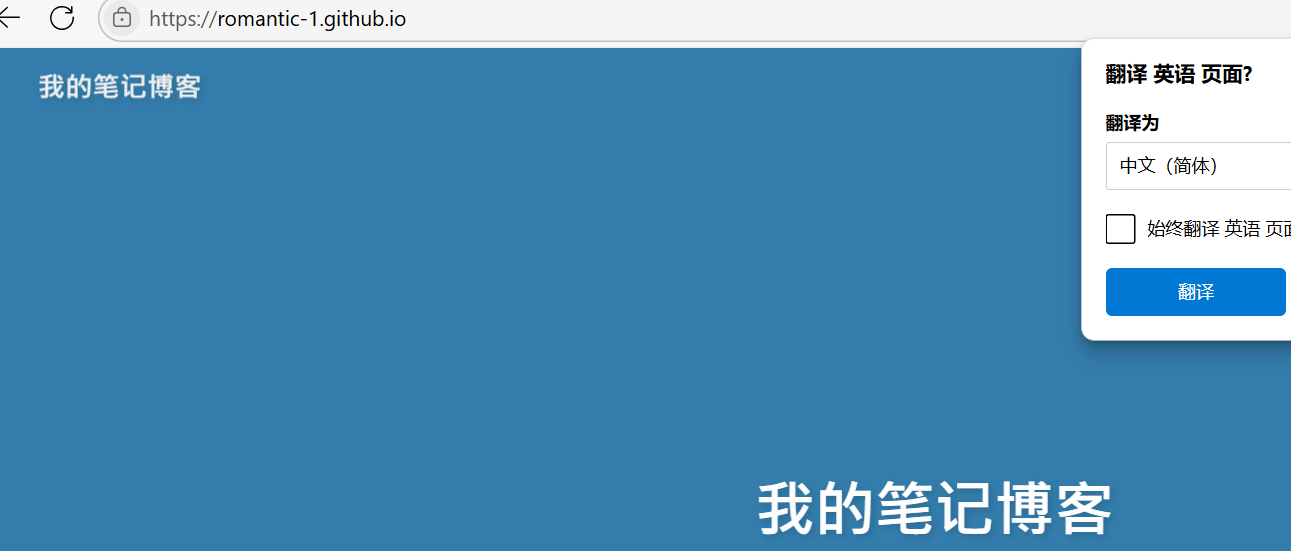 https://romantic-1.github.io
我的笔记博客
翻译 英语 页面?
翻译为
中文（简体）
始终翻译 英语 页
翻译
我的笔记博客